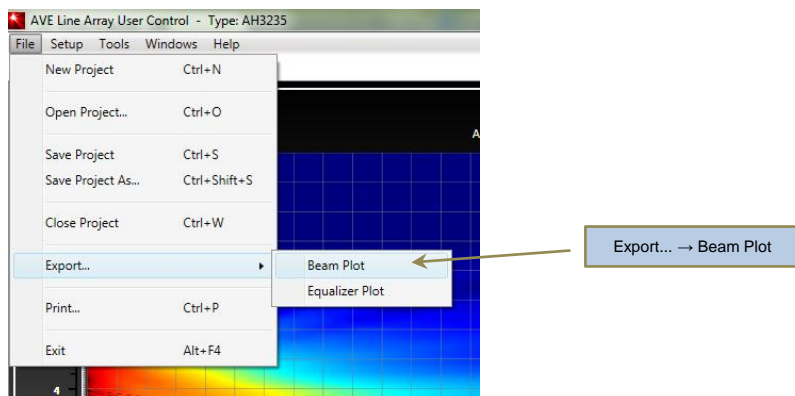 AVE Line Array User Control - Type: AH3235
File Setup Tools Windows Help
New Project Ctrl+N
Open Project... Ctrl+O
A
Save Project Ctrl+S
Save Project As... Ctrl+Shift+S
Close Project Ctrl+W
Export... → Beam Plot
Export... Beam Plot
Equalizer Plot
Print... Ctrl+P
Exit Alt+F4
4